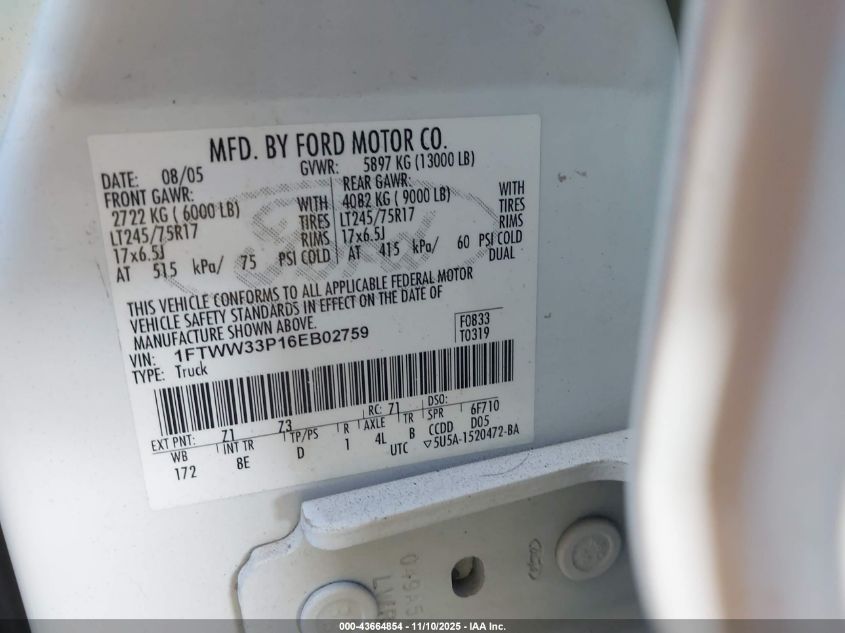 MFD. BY FORD MOTOR CO.
DATE: 08/05 GVWR: 5897 KG (13000 LB)
FRONT GAWR: REAR GAWR:
2722 KG ( 6000 LB) WITH 4082 KG ( 9000 LB) WITH
LT245/75R17 TIRES LT245/75R17 TIRES
17x6.5J RIMS 17x6.5J RIMS
AT 515 kPa/ 75 PSI COLD AT 415 kPa/ 60 PSI COLD
DUAL
Ford
THIS VEHICLE CONFORMS TO ALL APPLICABLE FEDERAL MOTOR
VEHICLE SAFETY STANDARDS IN EFFECT ON THE DATE OF
MANUFACTURE SHOWN ABOVE.
VIN: 1FTWW33P16EB02759 F0833
TYPE: Truck T0319
EXT PNT: Z1 Z3 RC: 71 DSO:
WB INT TR TP/PS R AXLE TR SPR 6F710
172 8E D 1 4L B CCDD D05
UTC ▽5U5A-1520472-BA
000-43664854 - 11/10/2025 - IAA Inc.